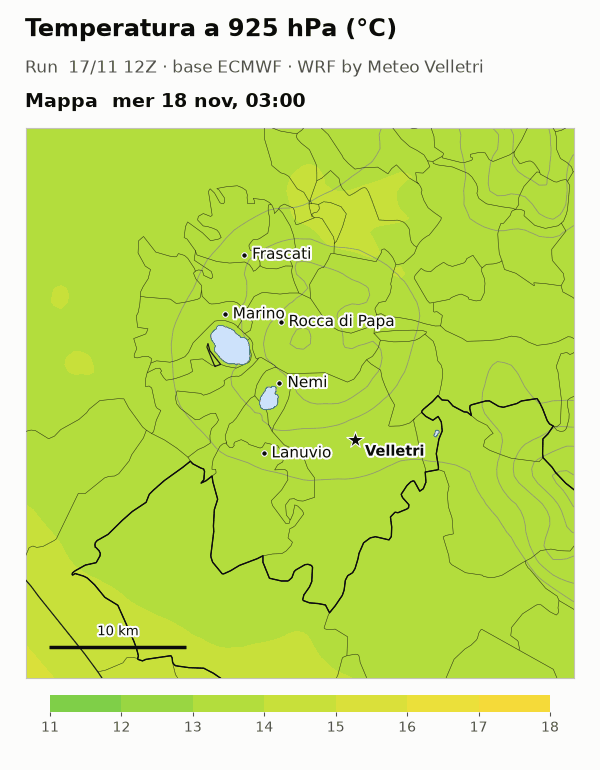 Temperatura a 925 hPa (°C)
Run  17/11 12Z · base ECMWF · WRF by Meteo Velletri
Mappa  mer 18 nov, 03:00
Frascati
Marino
Rocca di Papa
Nemi
Velletri
Lanuvio
10 km
11 12 13 14 15 16 17 18